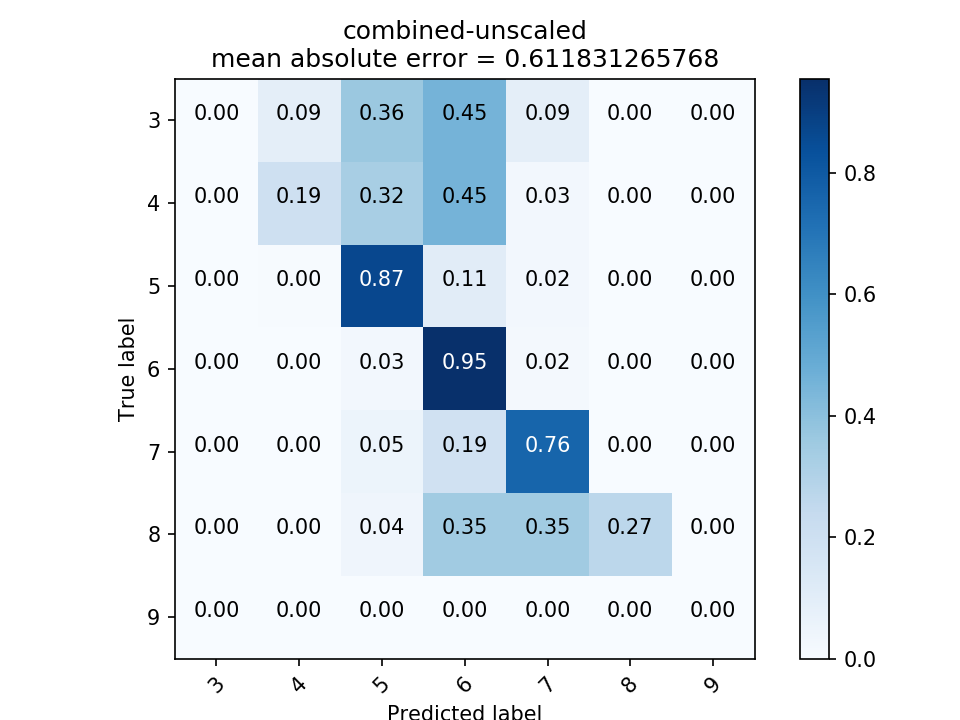 combined-unscaled
mean absolute error = 0.611831265768
3 0.00 0.09 0.36 0.45 0.09 0.00 0.00
4 0.00 0.19 0.32 0.45 0.03 0.00 0.00
5 0.00 0.00 0.87 0.11 0.02 0.00 0.00
6 0.00 0.00 0.03 0.95 0.02 0.00 0.00
7 0.00 0.00 0.05 0.19 0.76 0.00 0.00
8 0.00 0.00 0.04 0.35 0.35 0.27 0.00
9 0.00 0.00 0.00 0.00 0.00 0.00 0.00
True label
3 4 5 6 7 8 9
Predicted label
0.8
0.6
0.4
0.2
0.0